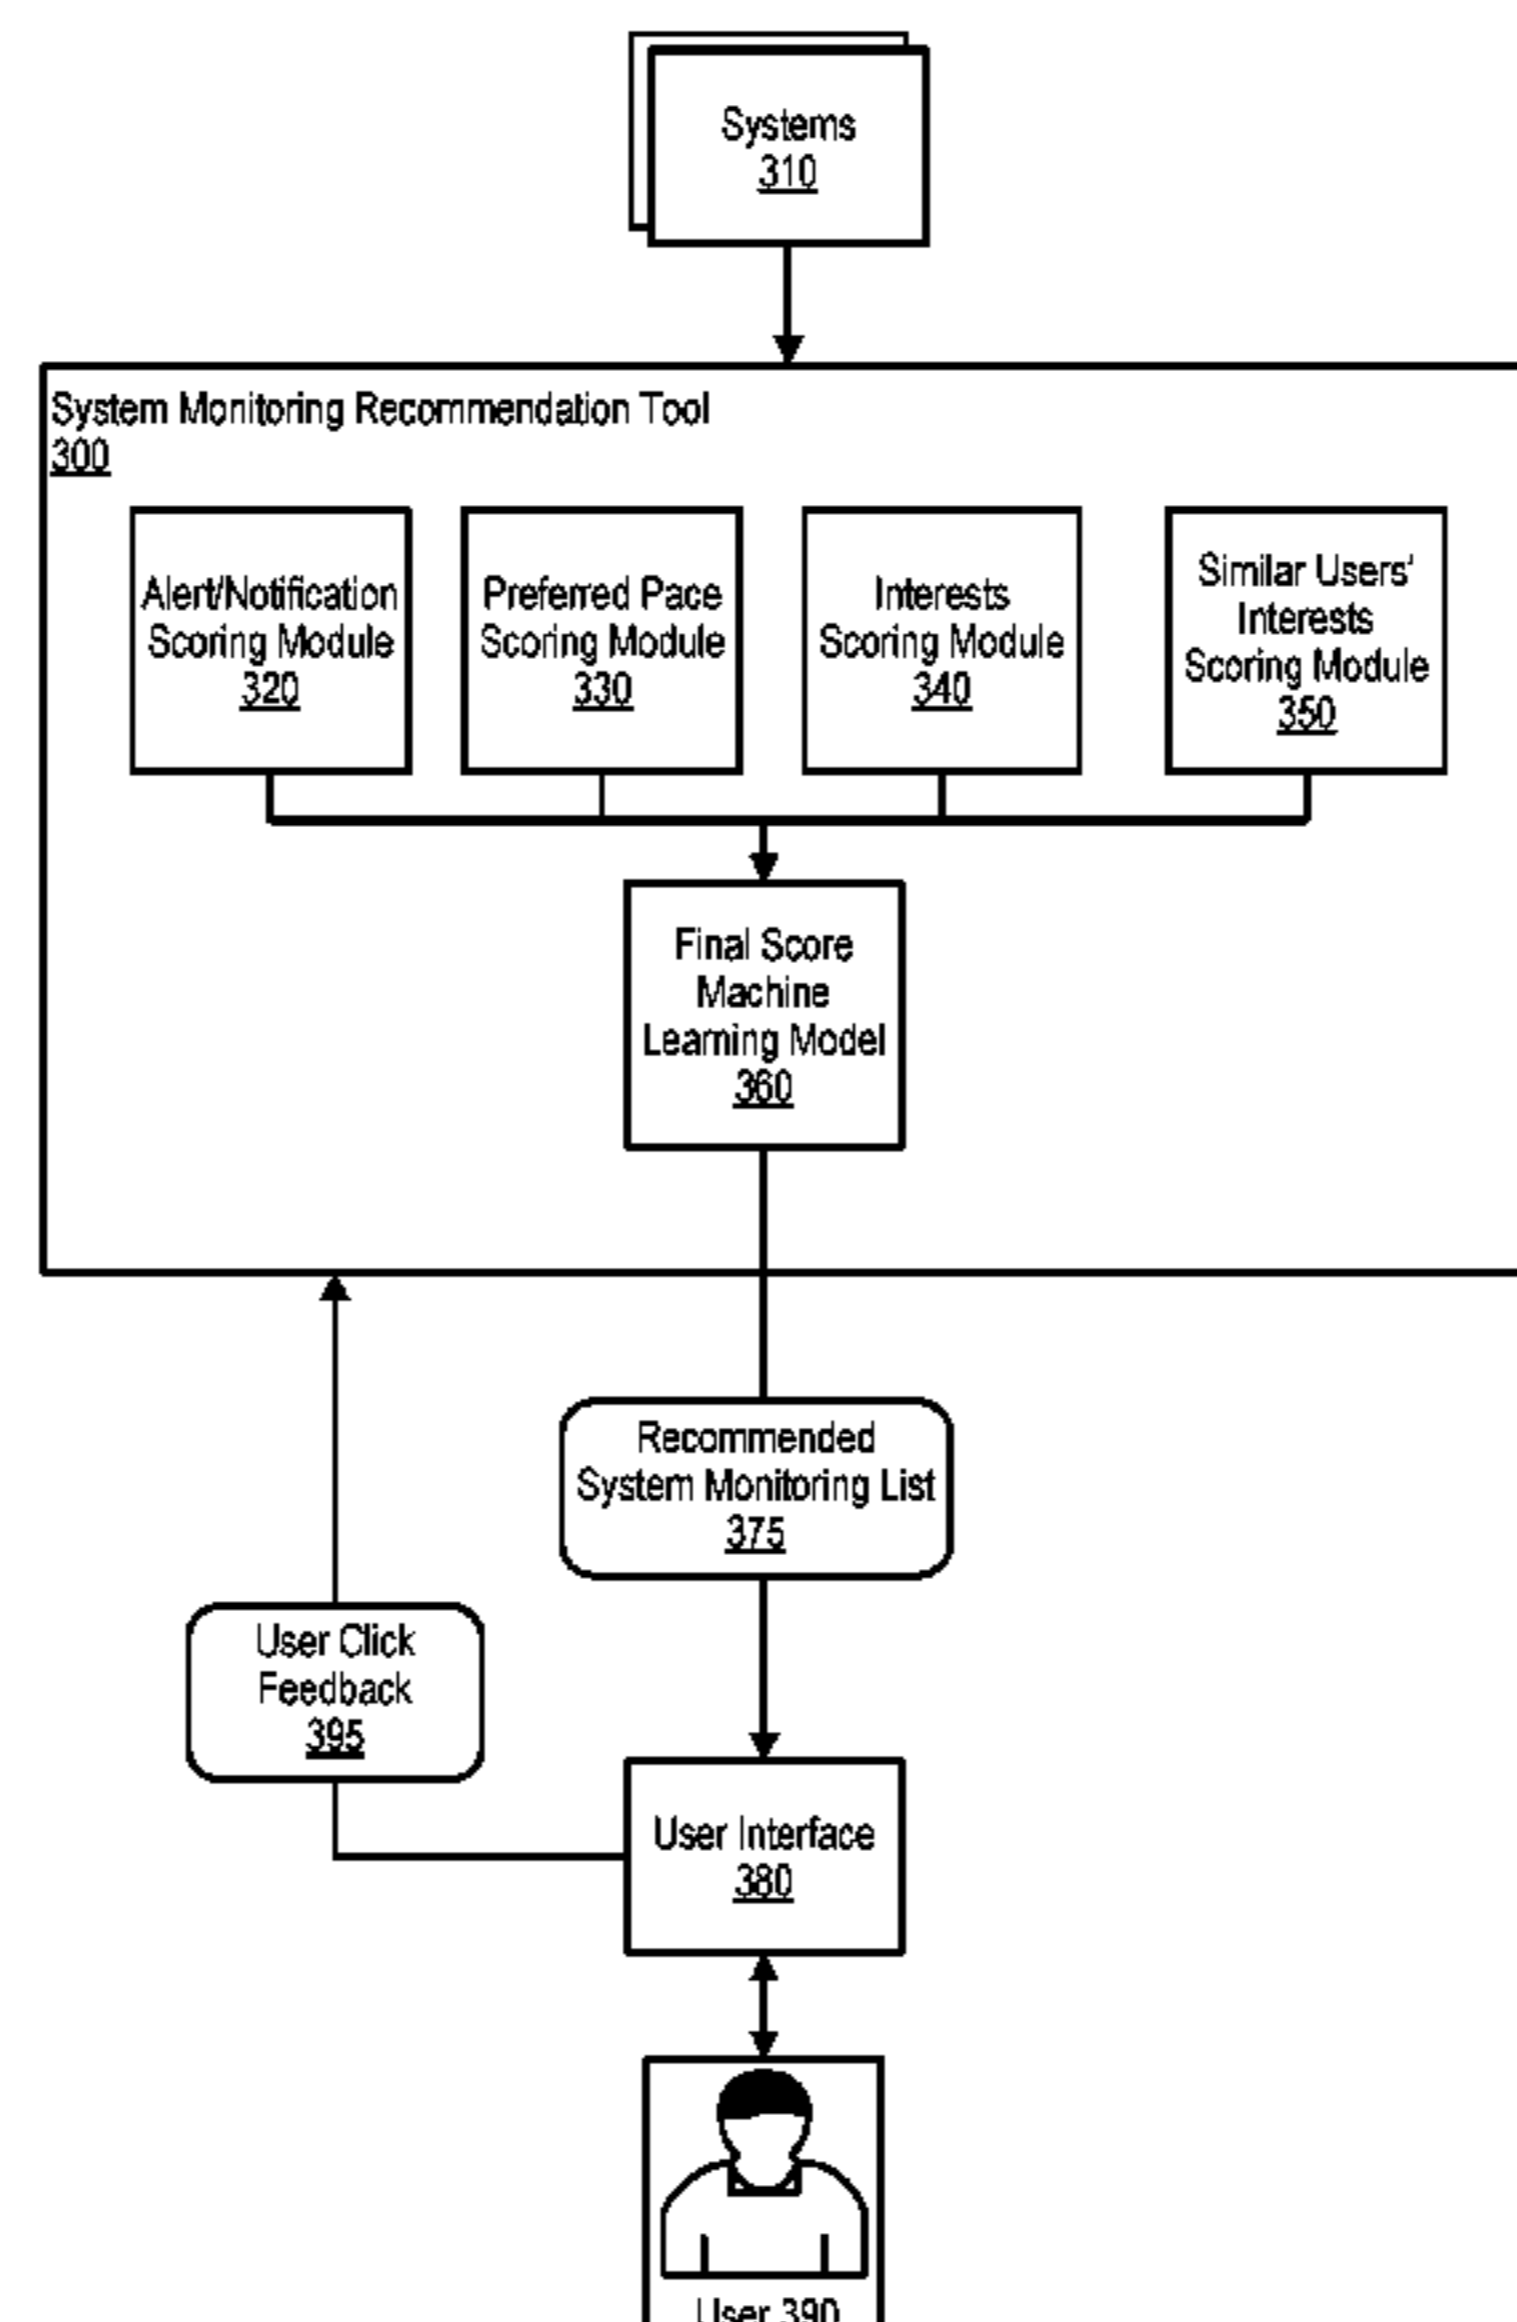 Systems
310
System Monitoring Recommendation Tool
300
Alert/Notification
Scoring Module
320
Preferred Pace
Scoring Module
330
Interests
Scoring Module
340
Similar Users'
Interests
Scoring Module
350
Final Score
Machine
Learning Model
360
Recommended
System Monitoring List
375
User Click
Feedback
395
User Interface
380
User 390